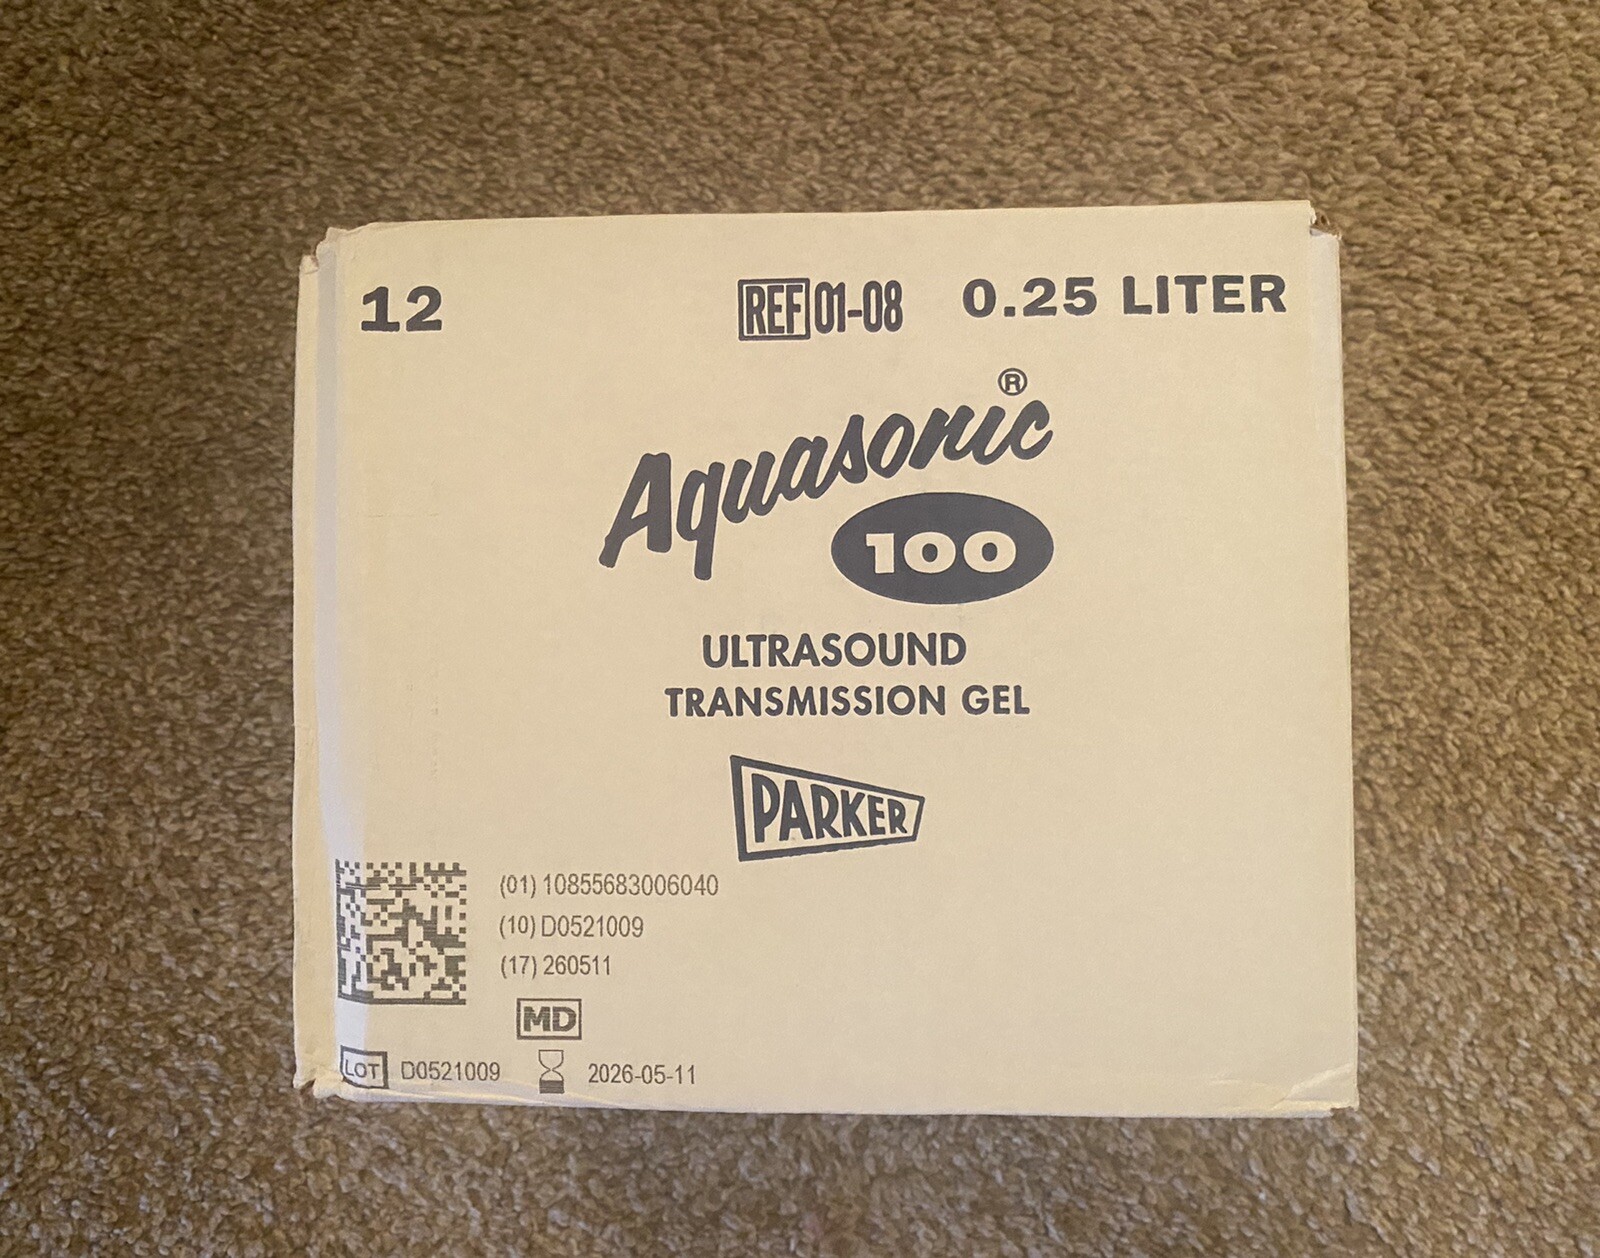 12 REF 01-08 0.25 LITER
Aquasonic®
100
ULTRASOUND
TRANSMISSION GEL
PARKER
(01) 10855683006040
(10) D0521009
(17) 260511
MD
LOT D0521009 2026-05-11